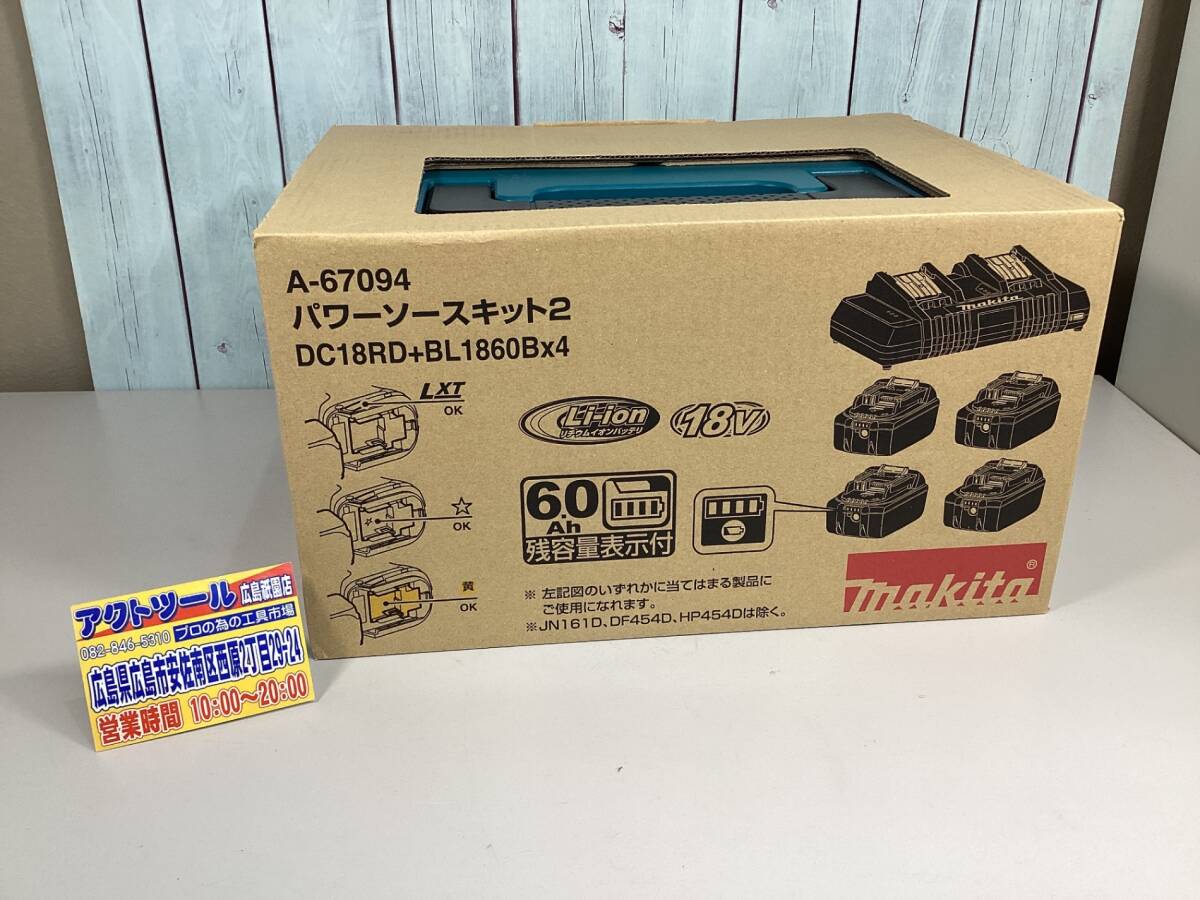 A-67094
パワーソースキット2
DC18RD+BL1860Bx4
LXT
OK
☆
OK
黄
OK
Li-ion
リチウムイオンバッテリ
18V
6.0
Ah
残容量表示付
※ 左記図のいずれかに当てはまる製品に
ご使用になれます。
※JN161D、DF454D、HP454Dは除く。
makita
makita®
アクトツール 広島祇園店
082-846-5310 プロの為の工具市場
広島県広島市安佐南区西原2丁目29-24
営業時間 10:00~20:00